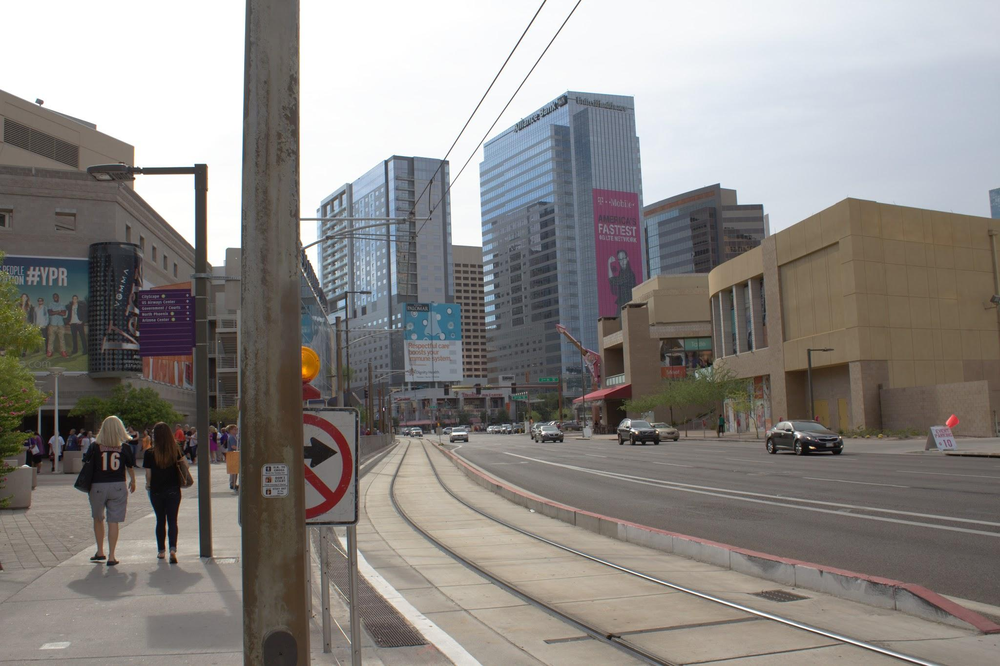 Alliance Bank
UnitedHealthcare
T-Mobile
AMERICA'S
FASTEST
4G LTE NETWORK
PEOPLE
#YPR
VEMMA
CityScape
US Airways Center
Government / Courts
North Phoenix
Arizona Center
HOTEL
PALOMAR
Respectful care
boosts your
immune system.
Dignity Health
Taste
Meet
2nd St
16
O.K. TO
CROSS
DON'T
START
STAY OUT
EVENT
PARKING
10